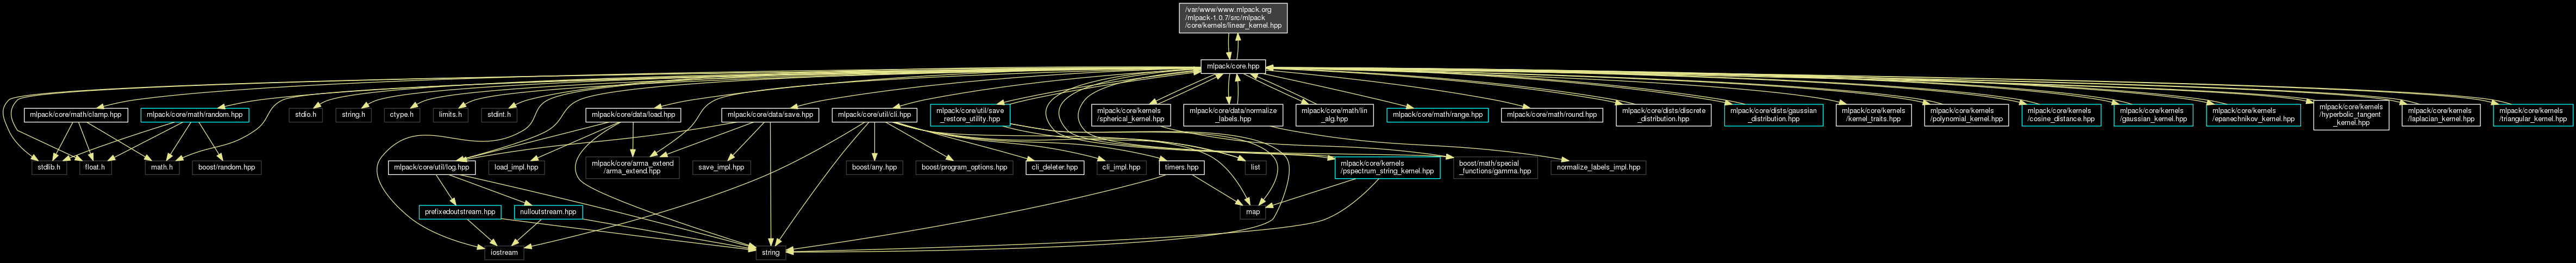 /var/www/www.mlpack.org
/mlpack-1.0.7/src/mlpack
/core/kernels/linear_kernel.hpp
mlpack/core.hpp
mlpack/core/math/clamp.hpp
mlpack/core/math/random.hpp
stdio.h
string.h
ctype.h
limits.h
stdint.h
mlpack/core/data/load.hpp
mlpack/core/data/save.hpp
mlpack/core/util/cli.hpp
mlpack/core/util/save
_restore_utility.hpp
mlpack/core/kernels
/spherical_kernel.hpp
mlpack/core/data/normalize
_labels.hpp
mlpack/core/math/lin
_alg.hpp
mlpack/core/math/range.hpp
mlpack/core/math/round.hpp
mlpack/core/dists/discrete
_distribution.hpp
mlpack/core/dists/gaussian
_distribution.hpp
mlpack/core/kernels
/kernel_traits.hpp
mlpack/core/kernels
/polynomial_kernel.hpp
mlpack/core/kernels
/cosine_distance.hpp
mlpack/core/kernels
/gaussian_kernel.hpp
mlpack/core/kernels
/epanechnikov_kernel.hpp
mlpack/core/kernels
/hyperbolic_tangent
_kernel.hpp
mlpack/core/kernels
/laplacian_kernel.hpp
mlpack/core/kernels
/triangular_kernel.hpp
stdlib.h
float.h
math.h
boost/random.hpp
mlpack/core/util/log.hpp
load_impl.hpp
mlpack/core/arma_extend
/arma_extend.hpp
save_impl.hpp
boost/any.hpp
boost/program_options.hpp
cli_deleter.hpp
cli_impl.hpp
timers.hpp
list
mlpack/core/kernels
/pspectrum_string_kernel.hpp
boost/math/special
_functions/gamma.hpp
normalize_labels_impl.hpp
prefixedoutstream.hpp
nulloutstream.hpp
map
iostream
string